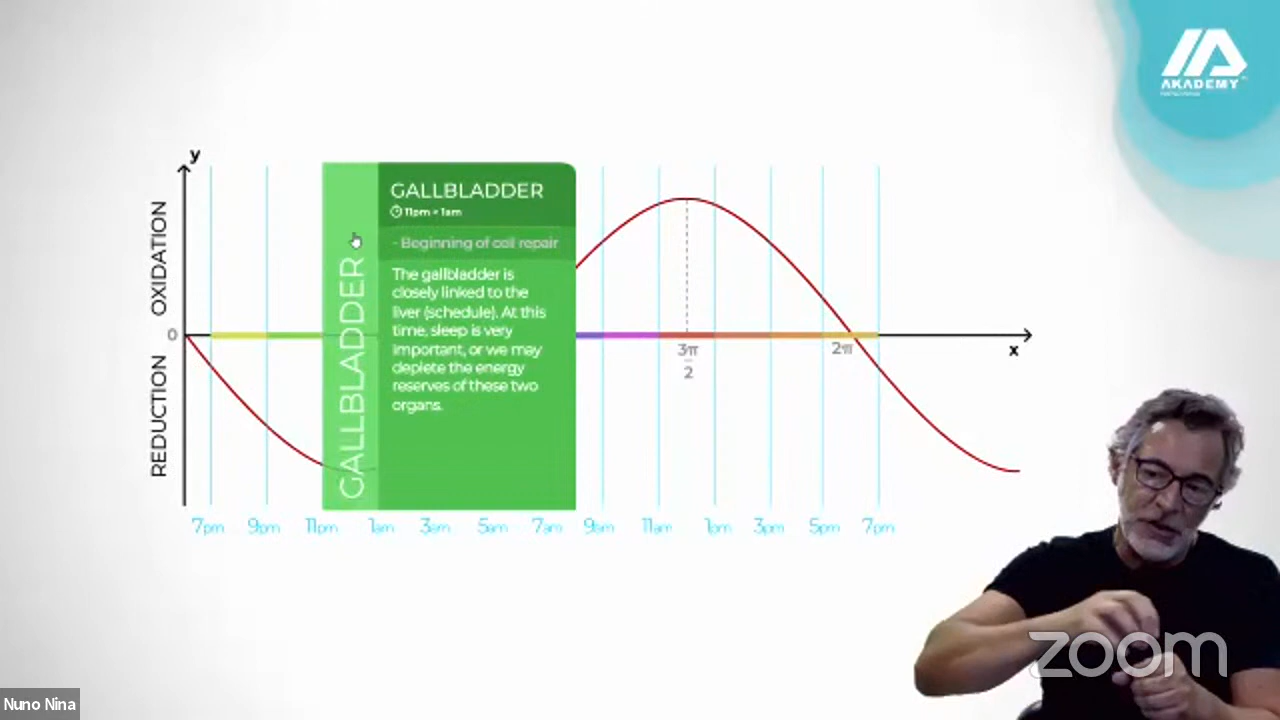 AKADEMY
y
OXIDATION
REDUCTION
0
GALLBLADDER
GALLBLADDER
11pm - 1am
- Beginning of cell repair
The gallbladder is
closely linked to the
liver (schedule). At this
time, sleep is very
important, or we may
deplete the energy
reserves of these two
organs.
3π
2
2π
x
7pm 9pm 11pm 1am 3am 5am 7am 9am 11am 1pm 3pm 5pm 7pm
zoom
Nuno Nina